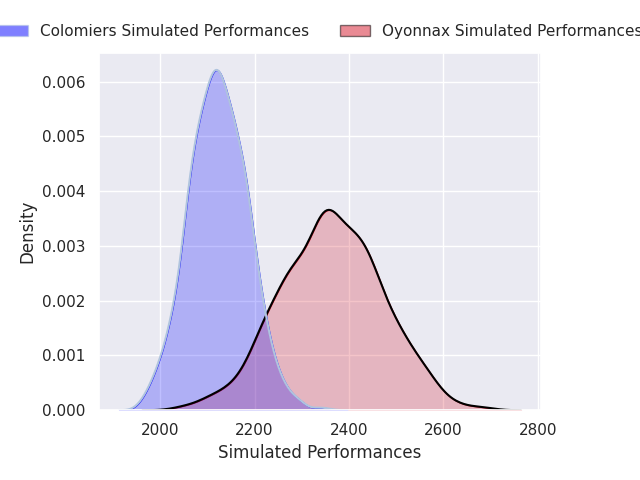 Colomiers Simulated Performances Oyonnax Simulated Performances
0.006
0.005
0.004
0.003
0.002
0.001
0.000
Density
2000 2200 2400 2600 2800
Simulated Performances